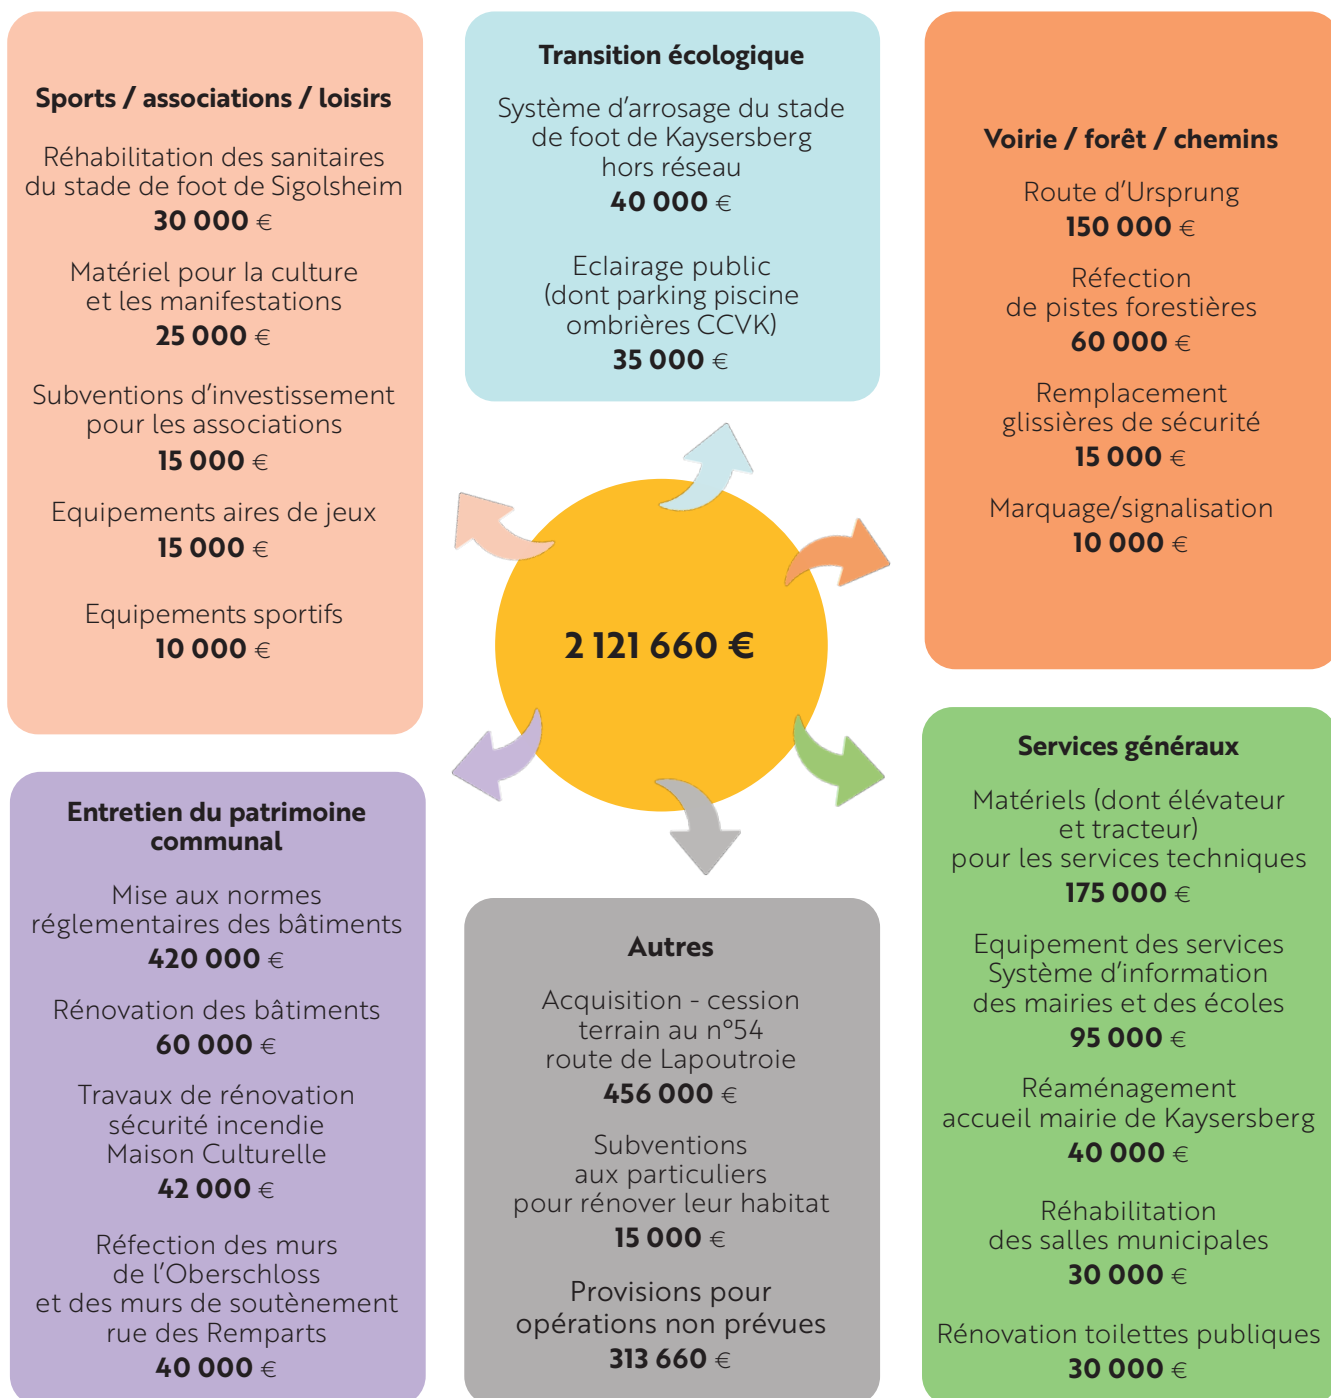 Sports / associations / loisirs
Réhabilitation des sanitaires
du stade de foot de Sigolsheim
30 000 €
Matériel pour la culture
et les manifestations
25 000 €
Subventions d’investissement
pour les associations
15 000 €
Equipements aires de jeux
15 000 €
Equipements sportifs
10 000 €
Transition écologique
Système d’arrosage du stade
de foot de Kaysersberg
hors réseau
40 000 €
Eclairage public
(dont parking piscine
ombrières CCVK)
35 000 €
Voirie / forêt / chemins
Route d’Ursprung
150 000 €
Réfection
de pistes forestières
60 000 €
Remplacement
glissières de sécurité
15 000 €
Marquage/signalisation
10 000 €
2 121 660 €
Entretien du patrimoine
communal
Mise aux normes
réglementaires des bâtiments
420 000 €
Rénovation des bâtiments
60 000 €
Travaux de rénovation
sécurité incendie
Maison Culturelle
42 000 €
Réfection des murs
de l’Oberschloss
et des murs de soutènement
rue des Remparts
40 000 €
Autres
Acquisition - cession
terrain au n°54
route de Lapoutroie
456 000 €
Subventions
aux particuliers
pour rénover leur habitat
15 000 €
Provisions pour
opérations non prévues
313 660 €
Services généraux
Matériels (dont élévateur
et tracteur)
pour les services techniques
175 000 €
Equipement des services
Système d’information
des mairies et des écoles
95 000 €
Réaménagement
accueil mairie de Kaysersberg
40 000 €
Réhabilitation
des salles municipales
30 000 €
Rénovation toilettes publiques
30 000 €